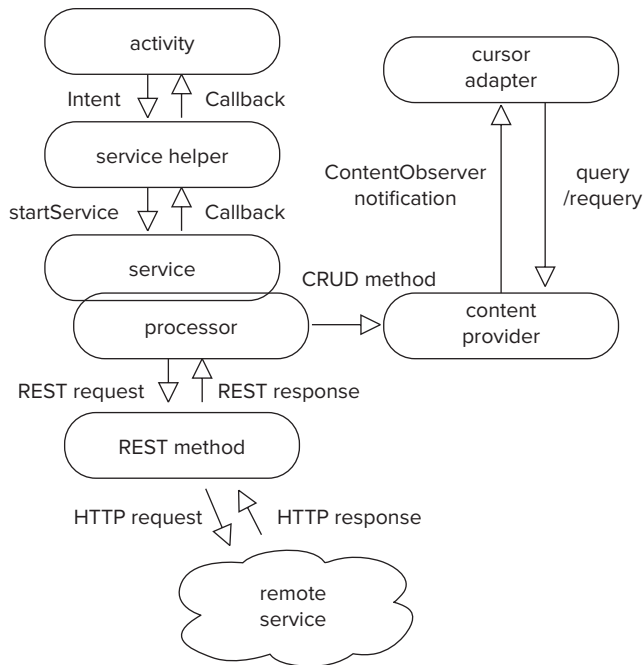 activity
Intent
Callback
service helper
startService
Callback
service
processor
REST request
REST response
REST method
HTTP request
HTTP response
remote
service
CRUD method
cursor
adapter
ContentObserver
notification
query
/requery
content
provider